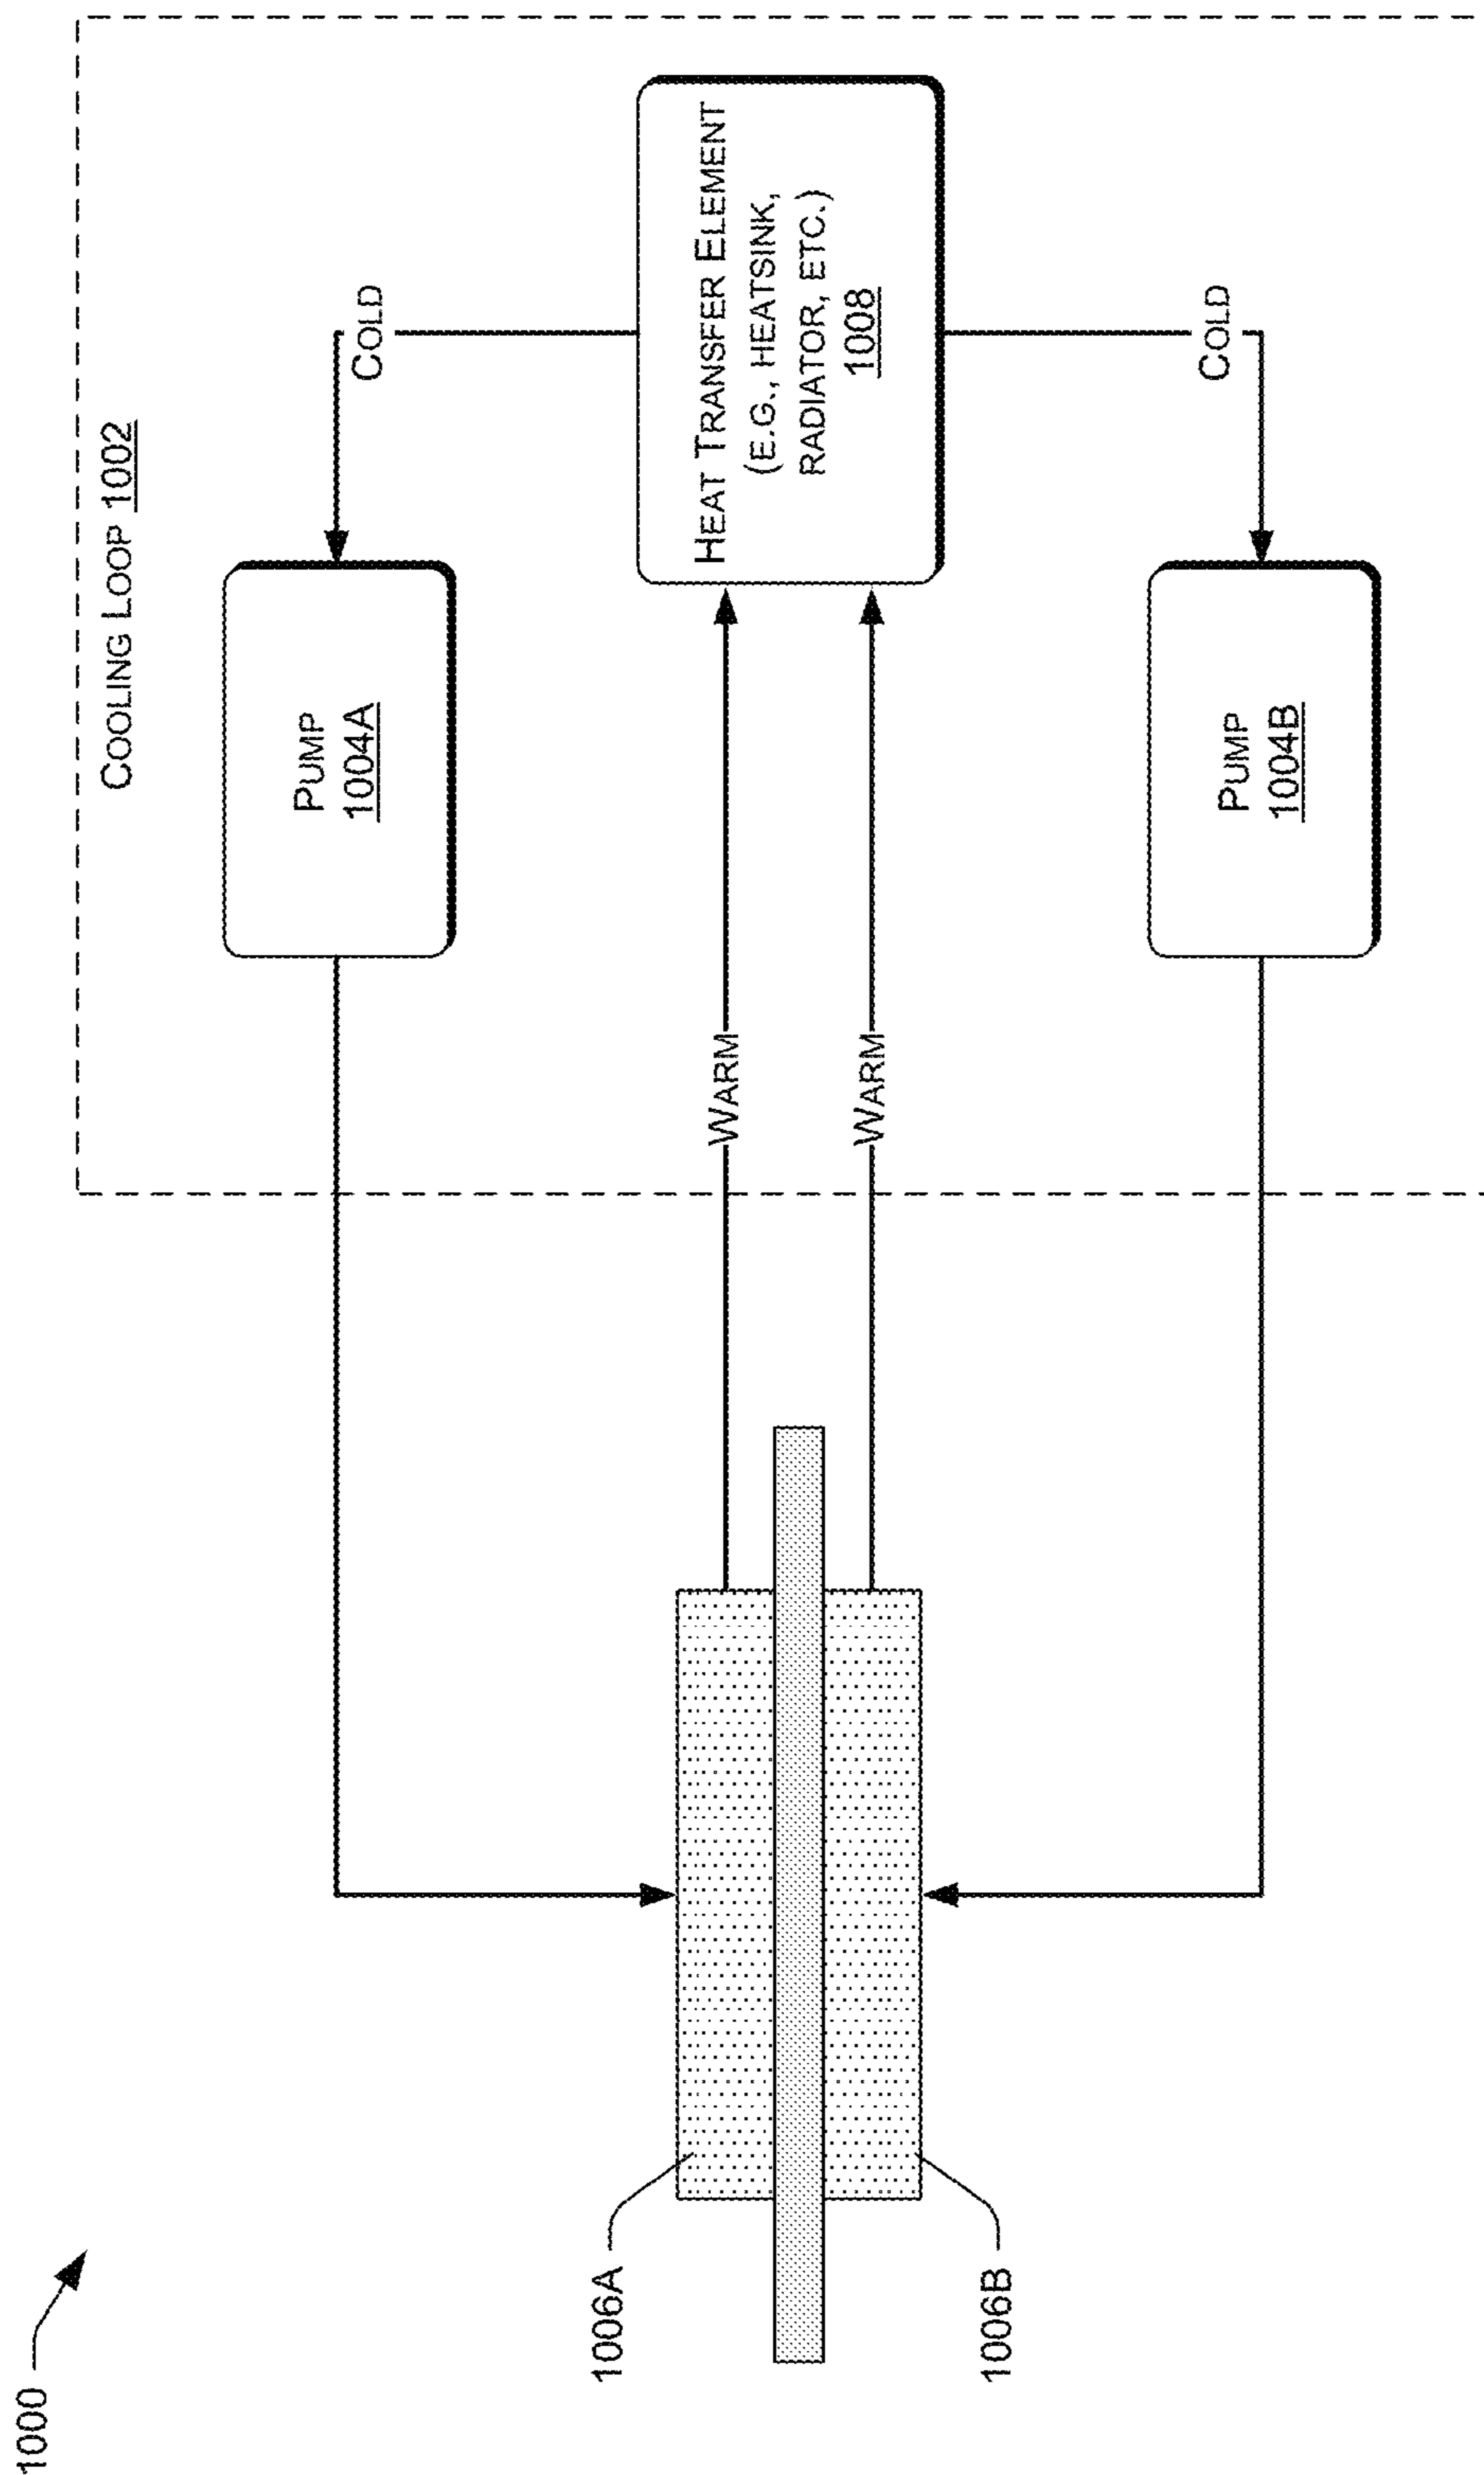 1000
COOLING LOOP 1002
PUMP
1004A
COLD
HEAT TRANSFER ELEMENT
(E.G., HEATSINK,
RADIATOR, ETC.)
1008
WARM
WARM
1006A
1006B
PUMP
1004B
COLD